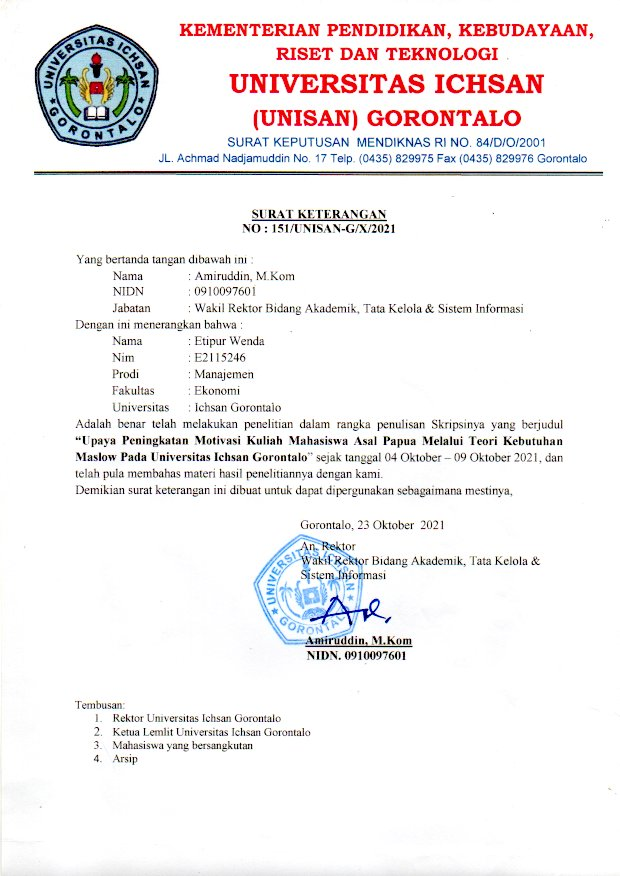 UNIVERSITAS ICHSAN
GORONTALO
KEMENTERIAN PENDIDIKAN, KEBUDAYAAN,
RISET DAN TEKNOLOGI
UNIVERSITAS ICHSAN
(UNISAN) GORONTALO
SURAT KEPUTUSAN MENDIKNAS RI NO. 84/D/O/2001
JL. Achmad Nadjamuddin No. 17 Telp. (0435) 829975 Fax (0435) 829976 Gorontalo
SURAT KETERANGAN
NO : 151/UNISAN-G/X/2021
Yang bertanda tangan dibawah ini :
Nama : Amiruddin, M.Kom
NIDN : 0910097601
Jabatan : Wakil Rektor Bidang Akademik, Tata Kelola & Sistem Informasi
Dengan ini menerangkan bahwa :
Nama : Etipur Wenda
Nim : E2115246
Prodi : Manajemen
Fakultas : Ekonomi
Universitas : Ichsan Gorontalo
Adalah benar telah melakukan penelitian dalam rangka penulisan Skripsinya yang berjudul
“Upaya Peningkatan Motivasi Kuliah Mahasiswa Asal Papua Melalui Teori Kebutuhan
Maslow Pada Universitas Ichsan Gorontalo” sejak tanggal 04 Oktober – 09 Oktober 2021, dan
telah pula membahas materi hasil penelitiannya dengan kami.
Demikian surat keterangan ini dibuat untuk dapat dipergunakan sebagaimana mestinya,
Gorontalo, 23 Oktober 2021
An. Rektor
Wakil Rektor Bidang Akademik, Tata Kelola &
Sistem Informasi
UNIVERSITAS ICHSAN
GORONTALO
Amiruddin, M.Kom
NIDN. 0910097601
Tembusan:
1. Rektor Universitas Ichsan Gorontalo
2. Ketua Lemlit Universitas Ichsan Gorontalo
3. Mahasiswa yang bersangkutan
4. Arsip